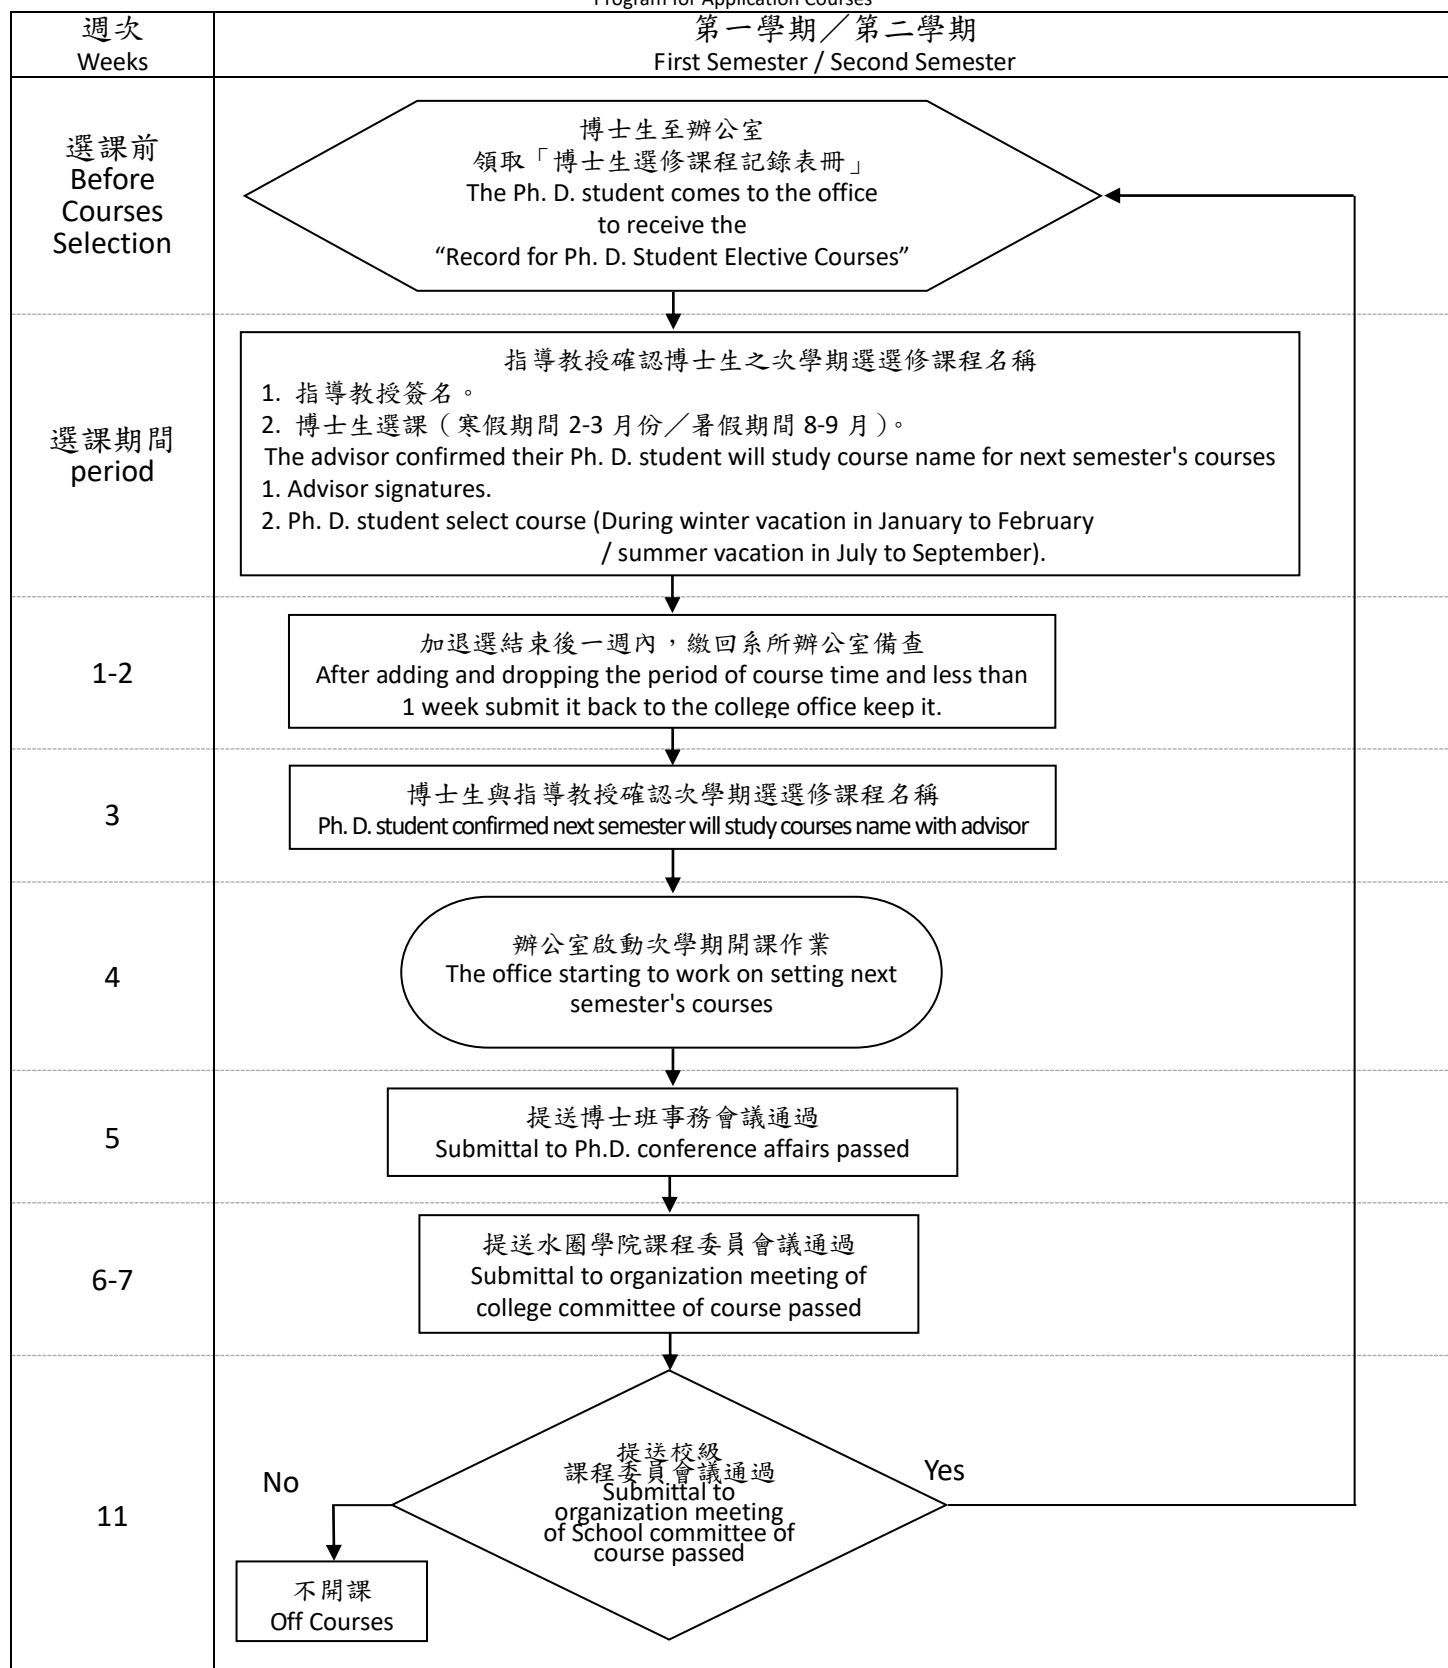 Program for Application Courses
週次
Weeks
第一學期／第二學期
First Semester / Second Semester
選課前
Before
Courses
Selection
博士生至辦公室
領取「博士生選修課程記錄表冊」
The Ph. D. student comes to the office
to receive the
“Record for Ph. D. Student Elective Courses”
選課期間
period
指導教授確認博士生之次學期選選修課程名稱
1. 指導教授簽名。
2. 博士生選課（寒假期間 2-3 月份／暑假期間 8-9 月）。
The advisor confirmed their Ph. D. student will study course name for next semester's courses
1. Advisor signatures.
2. Ph. D. student select course (During winter vacation in January to February
/ summer vacation in July to September).
1-2
加退選結束後一週內，繳回系所辦公室備查
After adding and dropping the period of course time and less than
1 week submit it back to the college office keep it.
3
博士生與指導教授確認次學期選選修課程名稱
Ph. D. student confirmed next semester will study courses name with advisor
4
辦公室啟動次學期開課作業
The office starting to work on setting next
semester's courses
5
提送博士班事務會議通過
Submittal to Ph.D. conference affairs passed
6-7
提送水圈學院課程委員會議通過
Submittal to organization meeting of
college committee of course passed
11
提送校級
課程委員會議通過
Submittal to
organization meeting
of School committee of
course passed
No
Yes
不開課
Off Courses